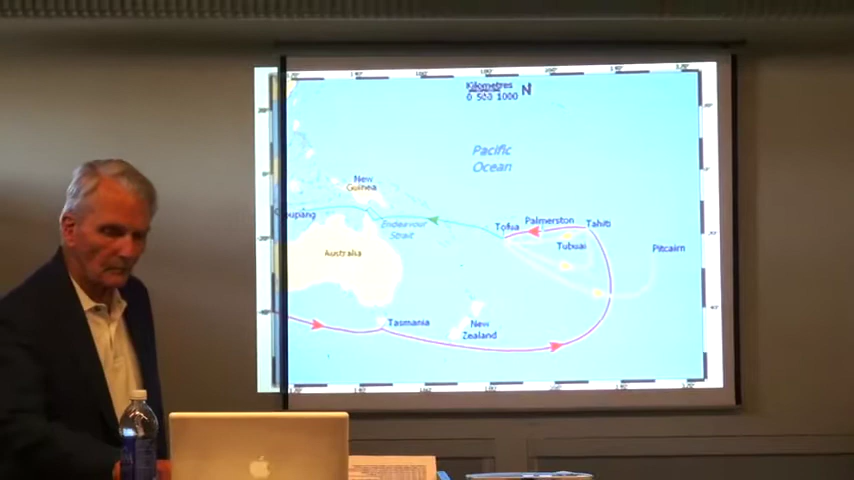 Kilometres
0 500 1000
N
Pacific
Ocean
New
Guinea
oupang
Endeavour
Strait
Tofua
Palmerston
Tahiti
Tubuai
Pitcairn
Australia
Tasmania
New
Zealand